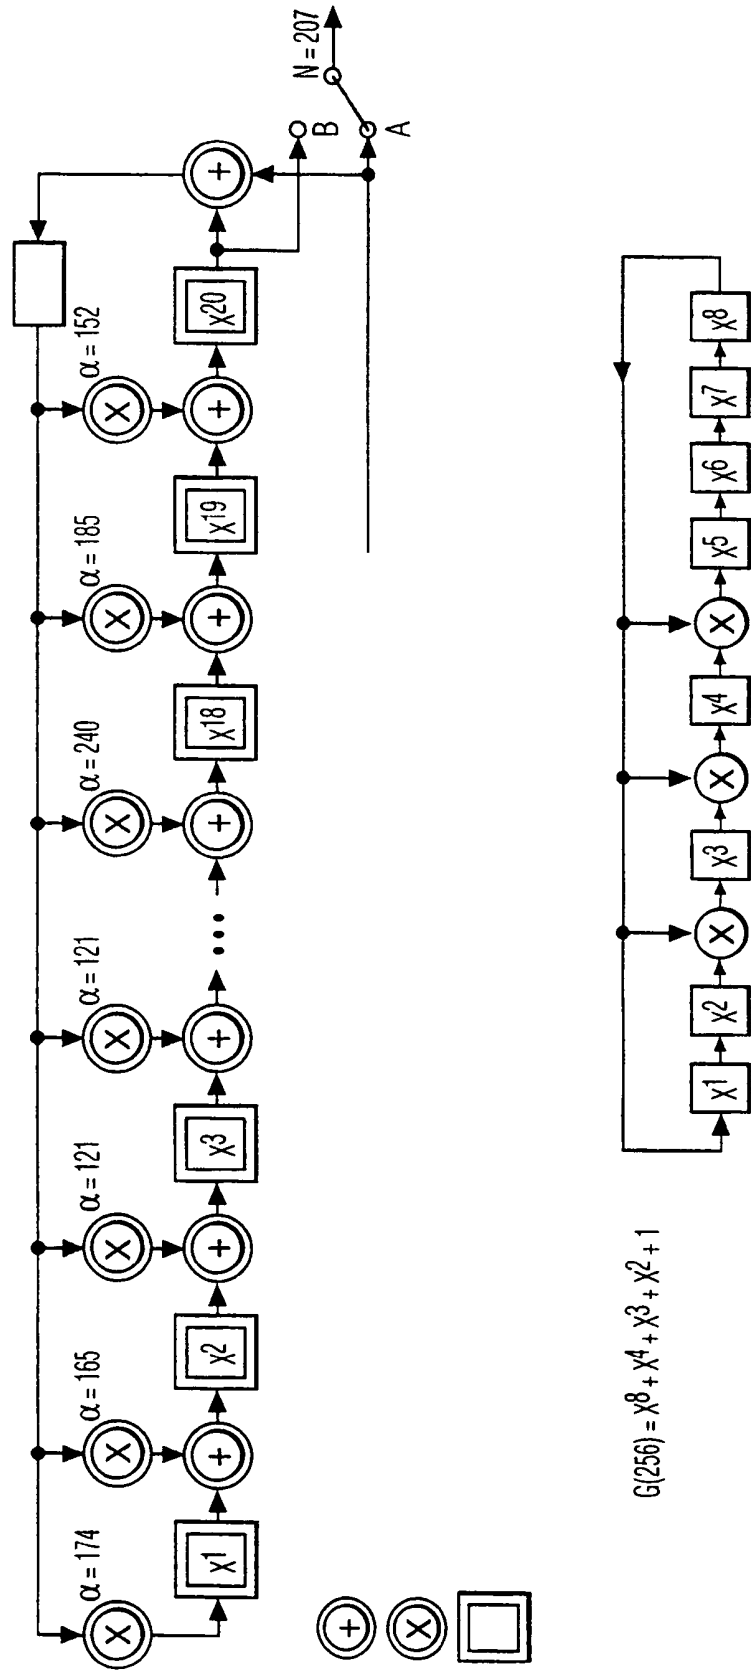 α = 174
α = 165
α = 121
α = 121
α = 240
α = 185
α = 152
X
X
X
X
X
X
X
N = 207
X1
+
X2
+
X3
+
...
+
X18
+
X19
+
X20
+
B
A
+
X
G(256) = X8 + X4 + X3 + X2 + 1
X1
X2
X
X3
X
X4
X
X5
X6
X7
X8